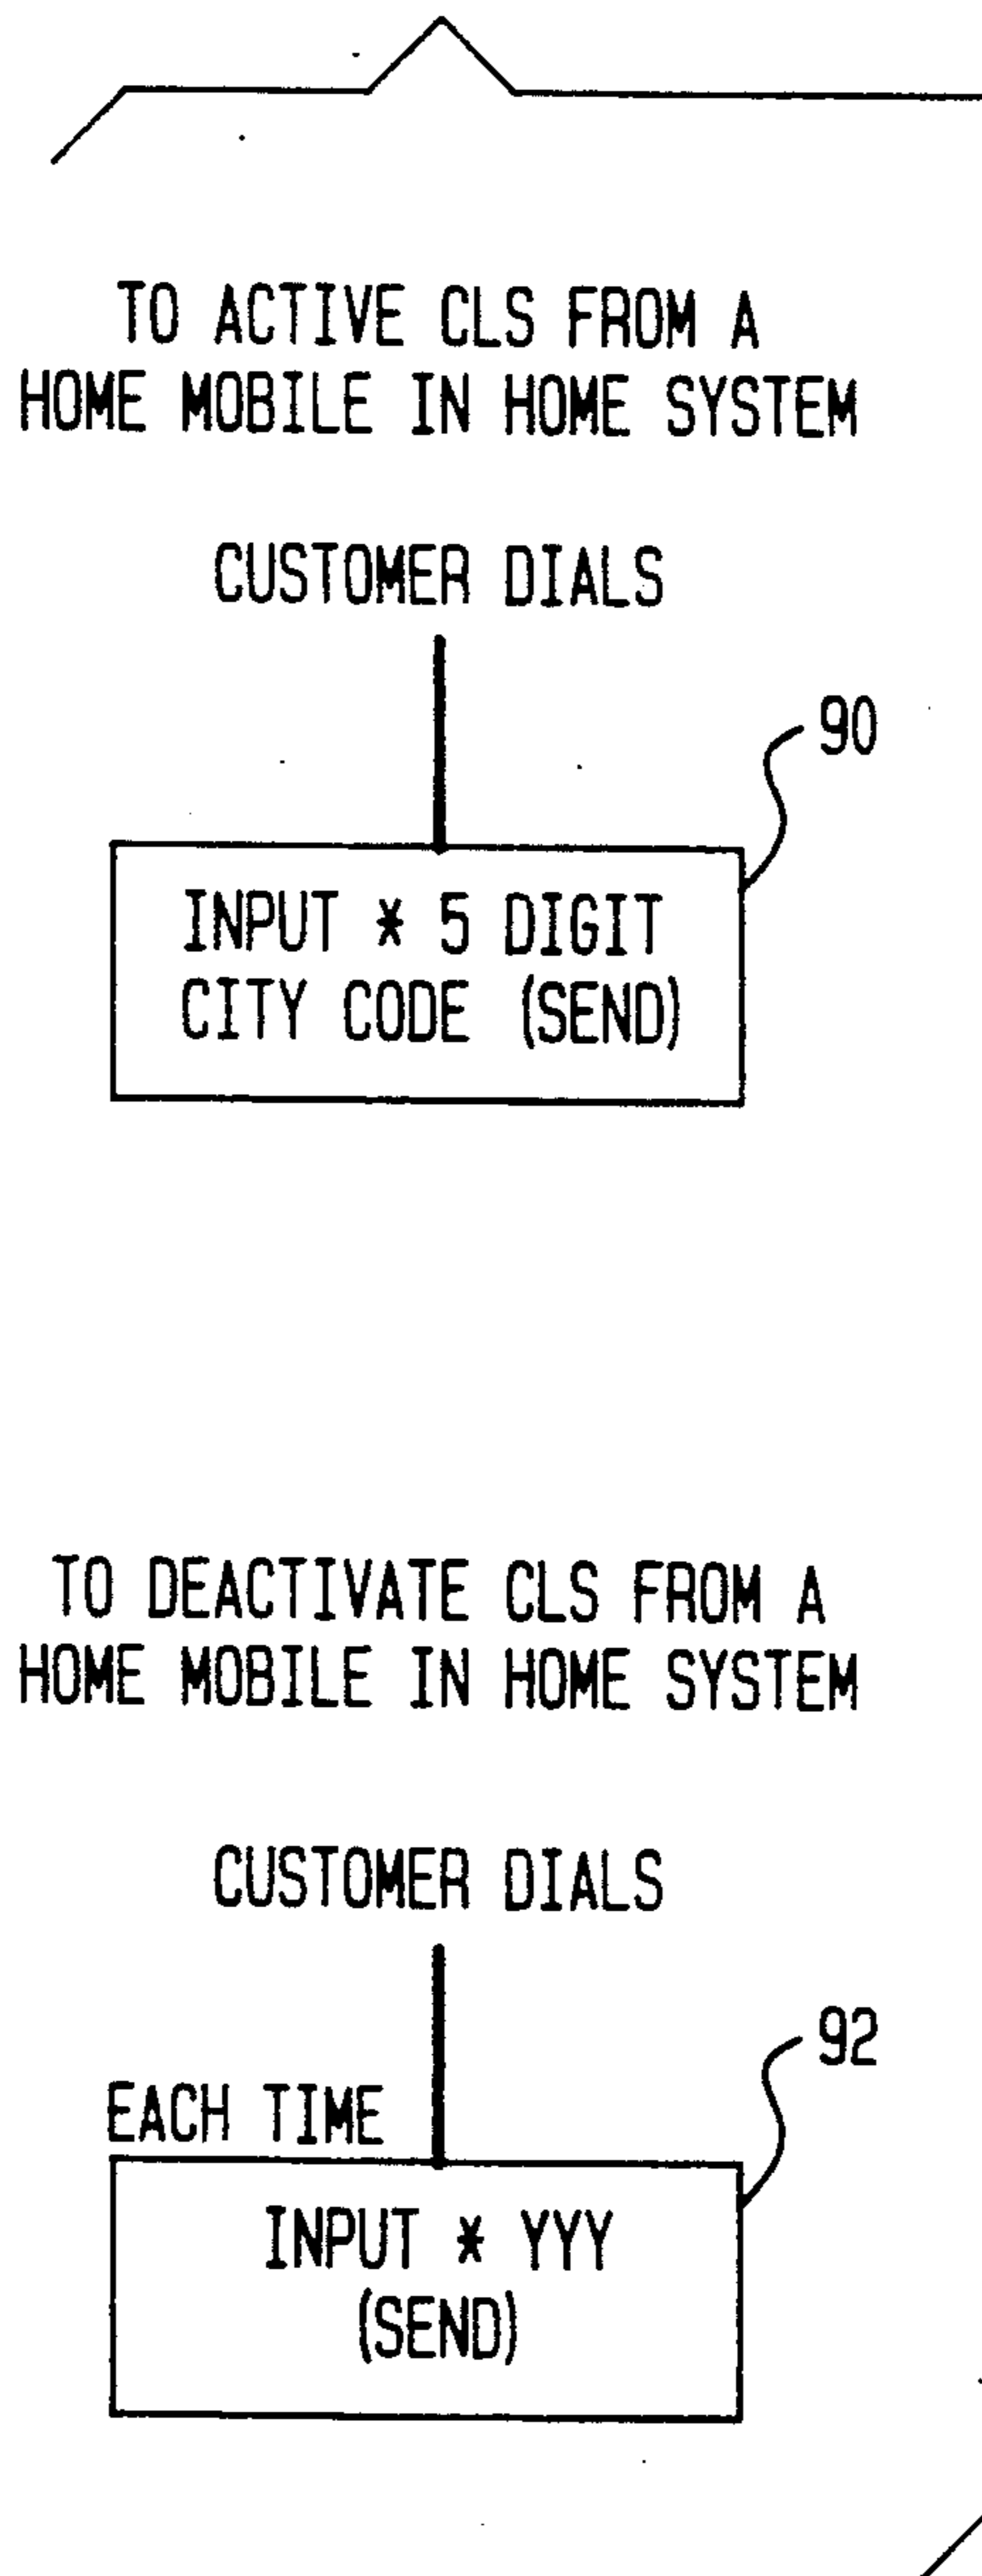 TO ACTIVE CLS FROM A
HOME MOBILE IN HOME SYSTEM
CUSTOMER DIALS
90
INPUT * 5 DIGIT
CITY CODE (SEND)
TO DEACTIVATE CLS FROM A
HOME MOBILE IN HOME SYSTEM
CUSTOMER DIALS
92
EACH TIME
INPUT * YYY
(SEND)